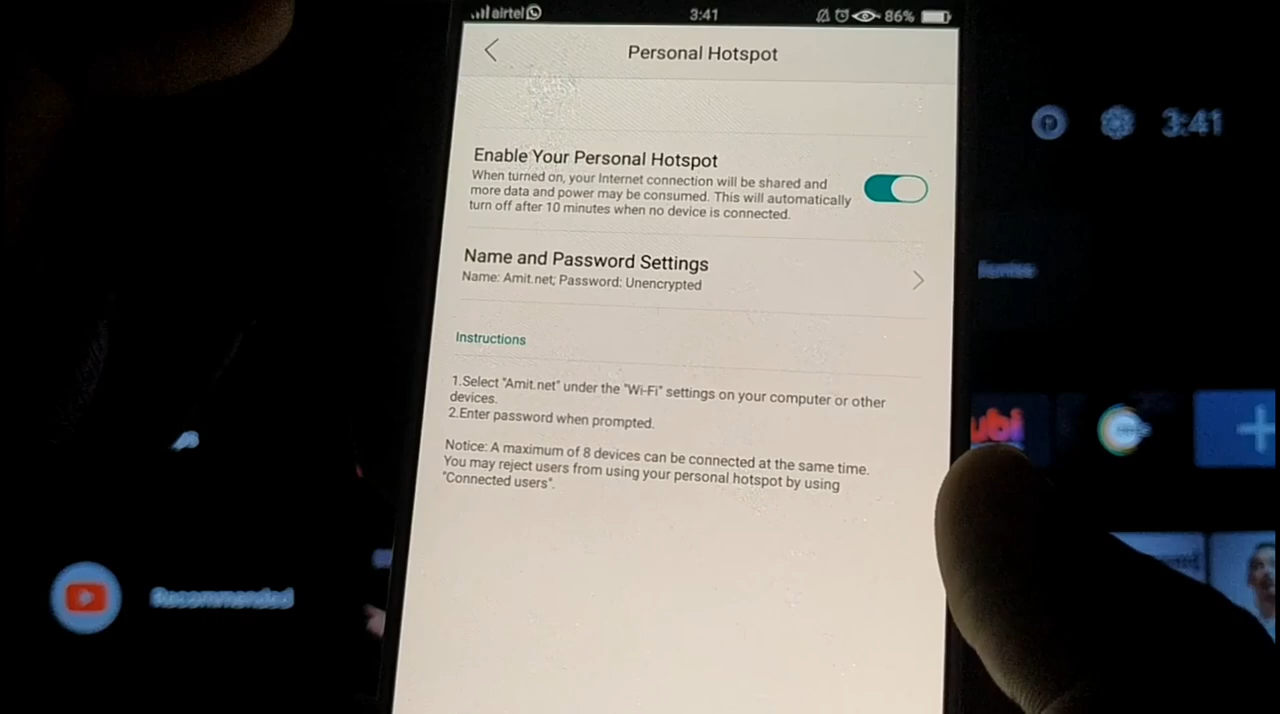 airtel 3:41 86%
Personal Hotspot
3:41
Enable Your Personal Hotspot
When turned on, your Internet connection will be shared and
more data and power may be consumed. This will automatically
turn off after 10 minutes when no device is connected.
Name and Password Settings
Name: Amit.net; Password: Unencrypted
Instructions
1.Select "Amit.net" under the "Wi-Fi" settings on your computer or other
devices.
2.Enter password when prompted.
Notice: A maximum of 8 devices can be connected at the same time.
You may reject users from using your personal hotspot by using
"Connected users".
ubi
Recommended